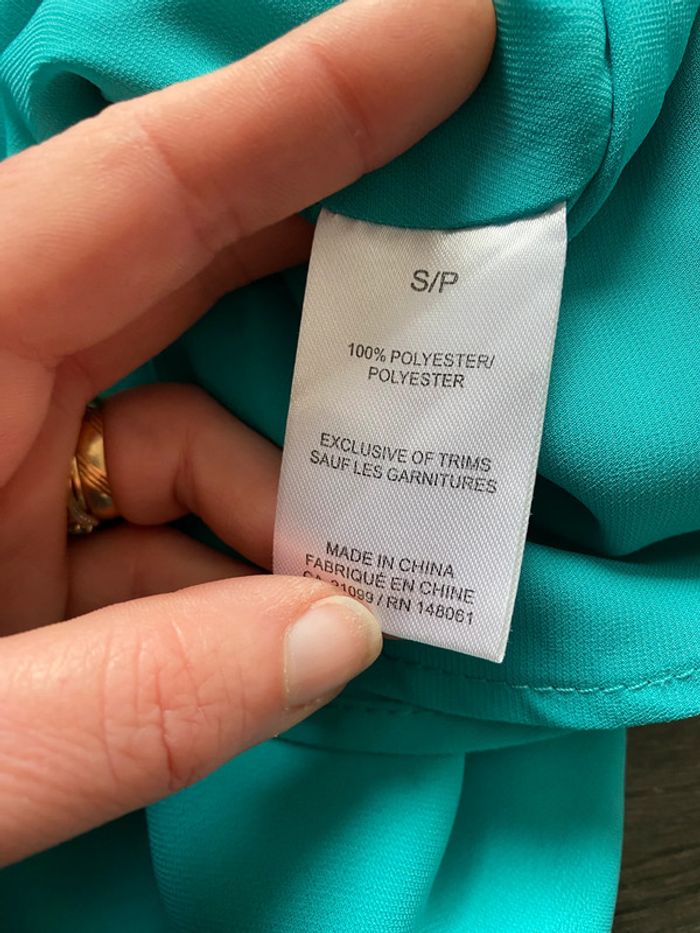 S/P
100% POLYESTER/
POLYESTER
EXCLUSIVE OF TRIMS
SAUF LES GARNITURES
MADE IN CHINA
FABRIQUÉ EN CHINE
CA 31099 / RN 148061